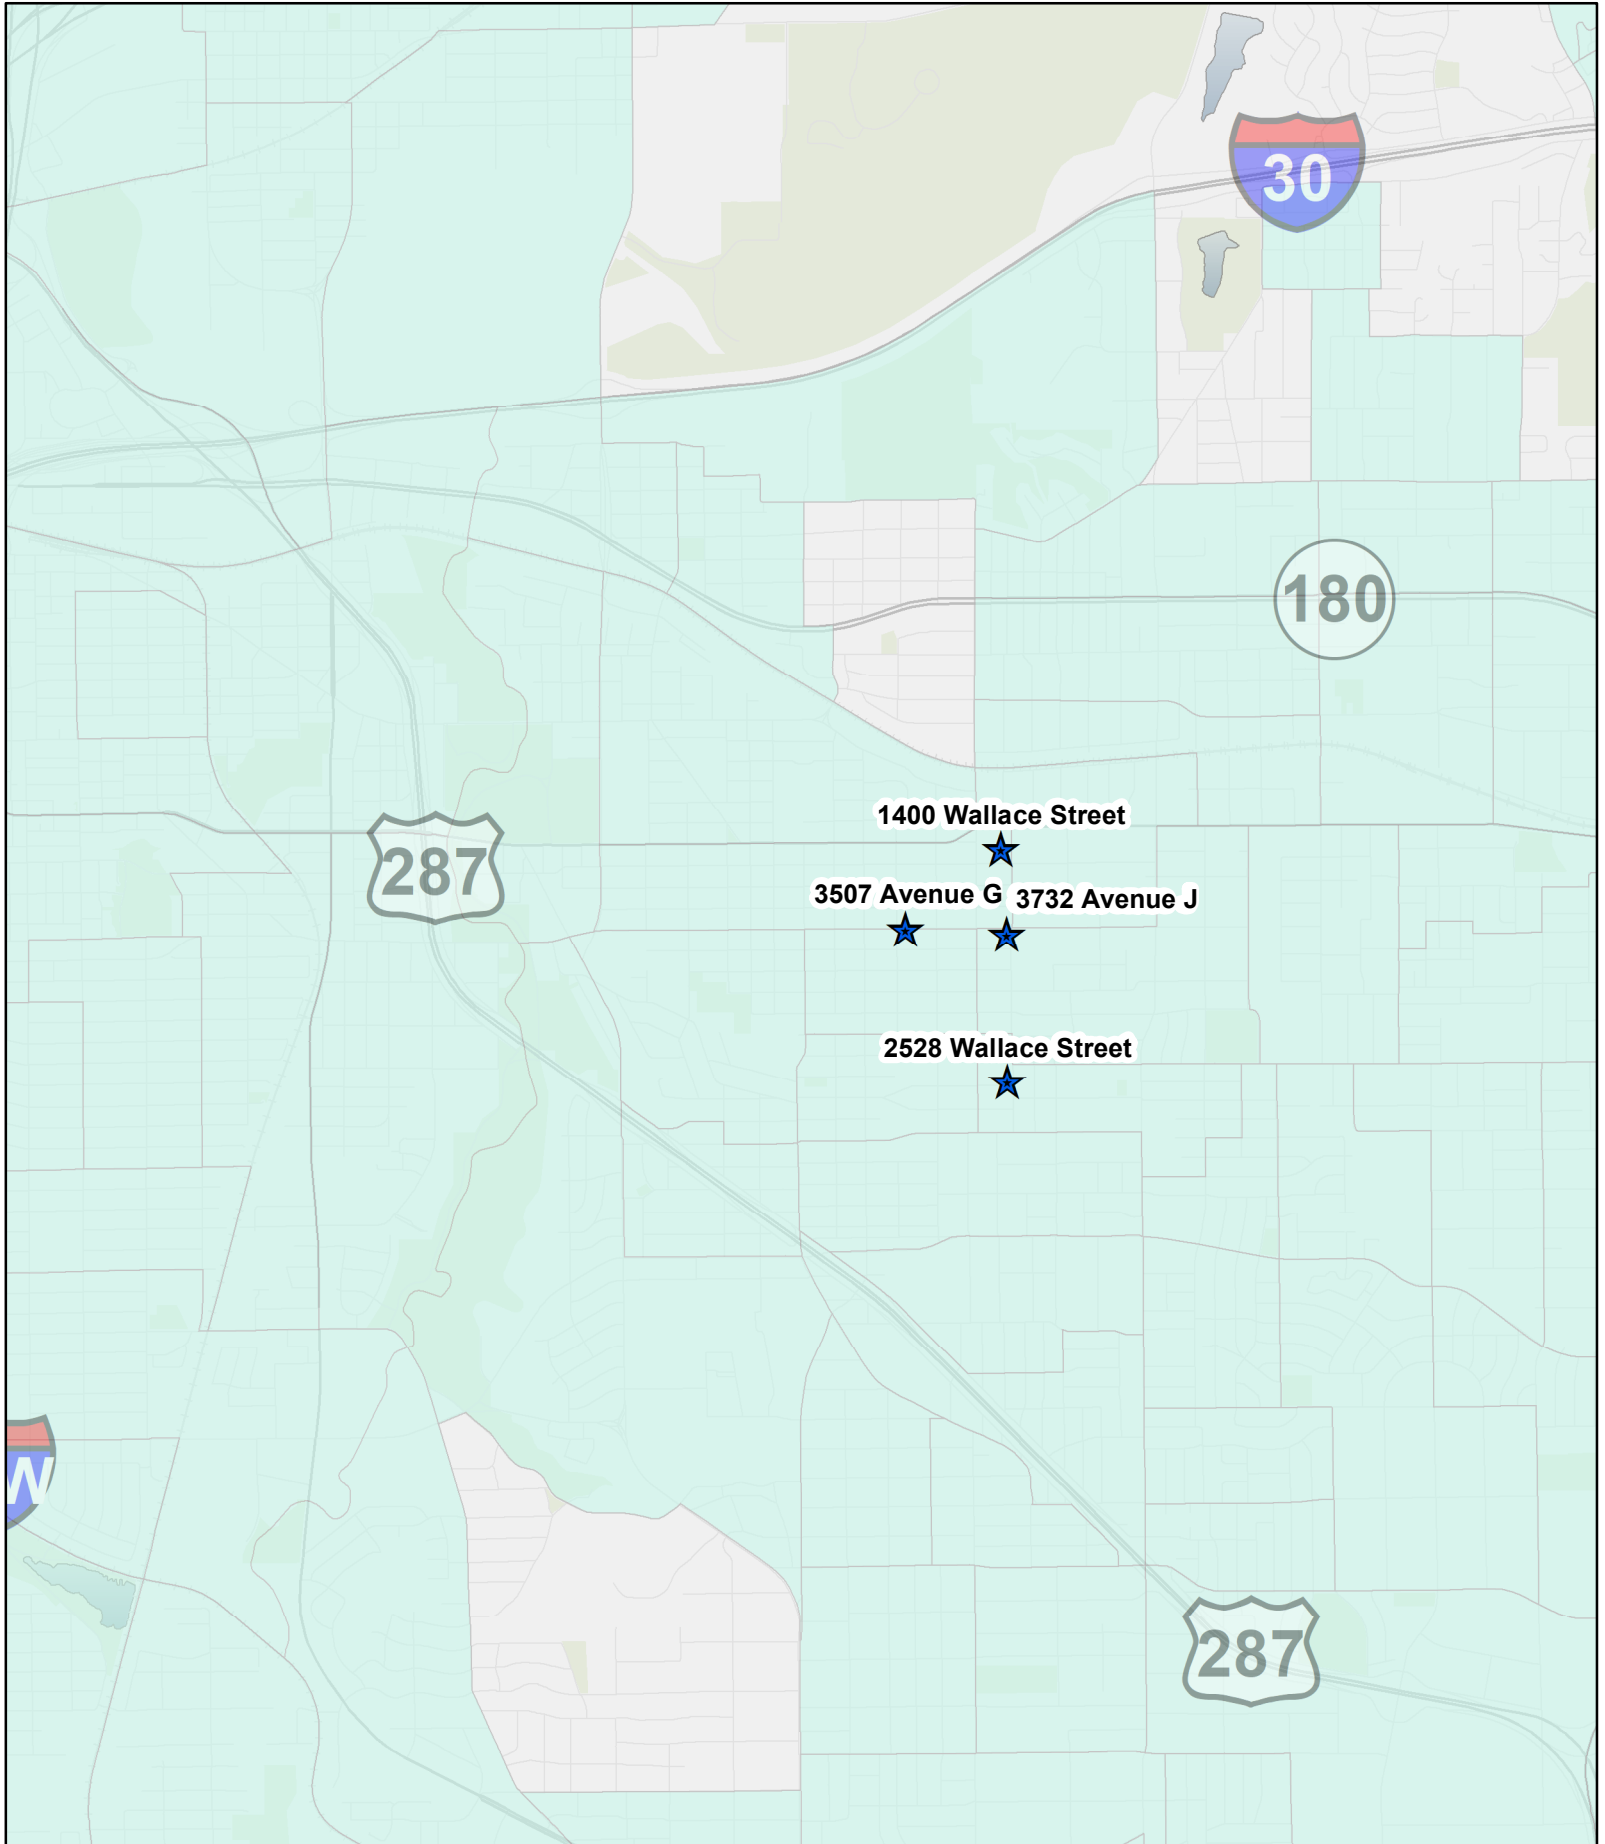 30
180
1400 Wallace Street
287
3507 Avenue G
3732 Avenue J
2528 Wallace Street
W
287